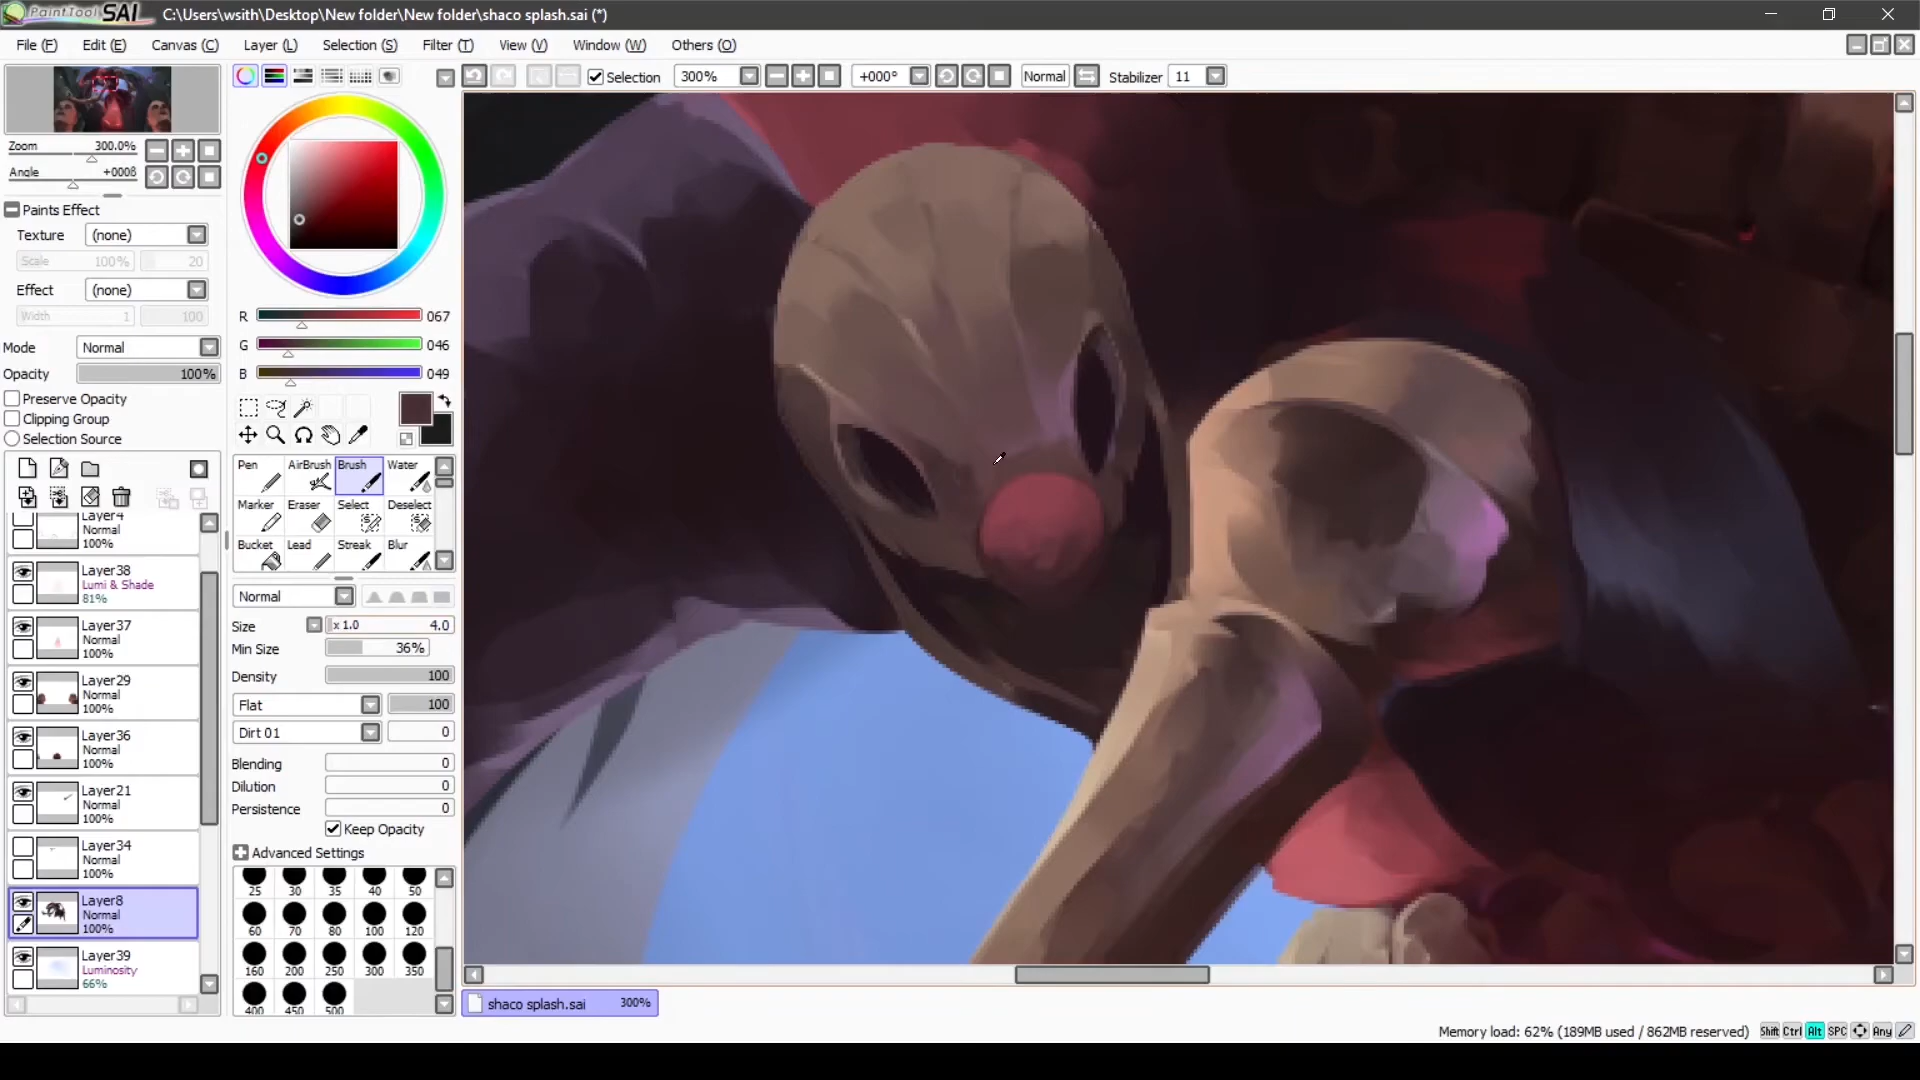 PaintTool SAI C:\Users\wsith\Desktop\New folder\New folder\shaco splash.sai (*)
File (F) Edit (E) Canvas (C) Layer (L) Selection (S) Filter (T) View (V) Window (W) Others (O)
Selection 300% +000° Normal Stabilizer 11
Zoom 300.0%
Angle +0008
Paints Effect
Texture (none)
Scale 100% 20
Effect (none)
Width 1 100
Mode Normal
Opacity 100%
Preserve Opacity
Clipping Group
Selection Source
Layer4
Normal
100%
Layer38
Lumi & Shade
81%
Layer37
Normal
100%
Layer29
Normal
100%
Layer36
Normal
100%
Layer21
Normal
100%
Layer34
Normal
100%
Layer8
Normal
100%
Layer39
Luminosity
66%
R 067
G 046
B 049
Pen AirBrush Brush Water
Marker Eraser Select Deselect
Bucket Lead Streak Blur
Normal
Size x 1.0 4.0
Min Size 36%
Density 100
Flat 100
Dirt 01 0
Blending 0
Dilution 0
Persistence 0
Keep Opacity
Advanced Settings
25 30 35 40 50
60 70 80 100 120
160 200 250 300 350
400 450 500
shaco splash.sai 300%
Memory load: 62% (189MB used / 862MB reserved) Shift Ctrl Alt SPC Any